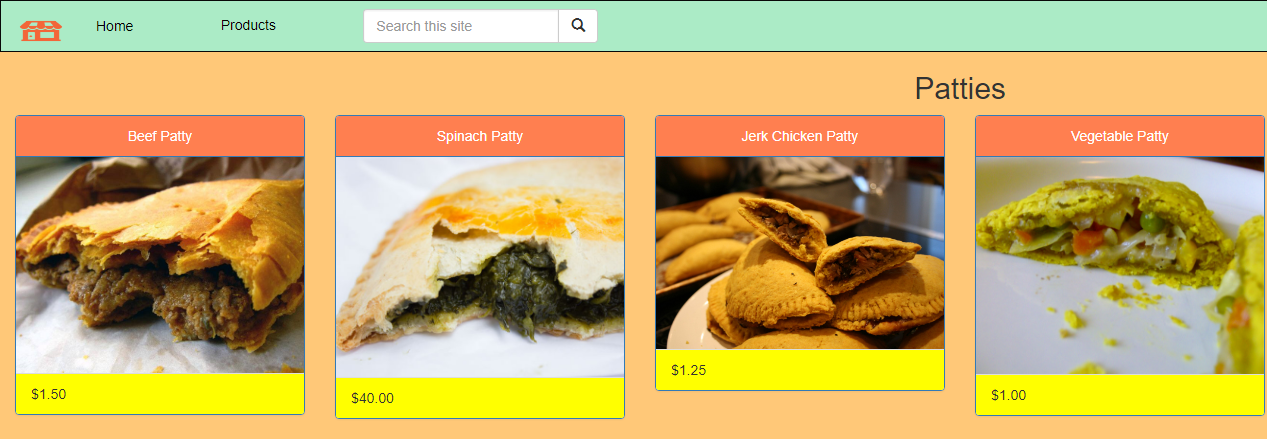 Home
Products
Search this site
Patties
Beef Patty
Spinach Patty
Jerk Chicken Patty
Vegetable Patty
$1.50
$40.00
$1.25
$1.00